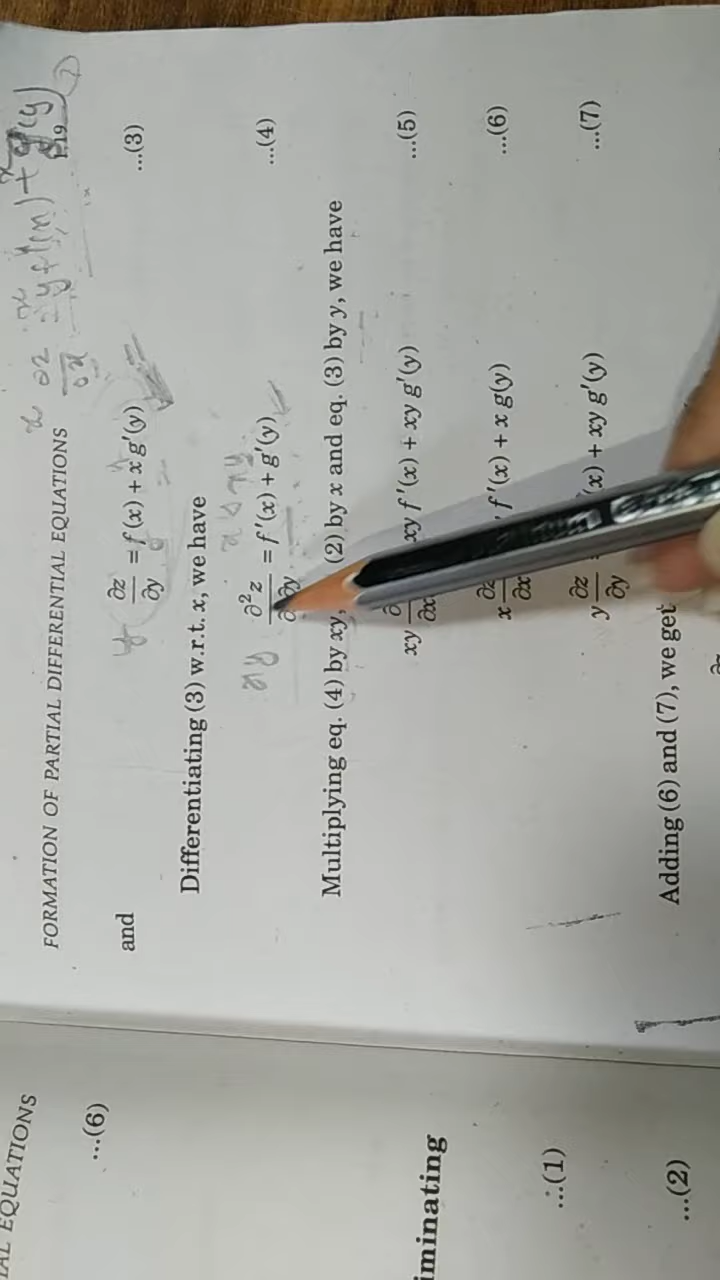 FORMATION OF PARTIAL DIFFERENTIAL EQUATIONS
x ∂z/∂x = y f'(x) + g(y)
and
y ∂z/∂y = f(x) + x g'(y) ...(3)
Differentiating (3) w.r.t. x, we have
xy ∂²z/ ∂y = f'(x) + g'(y) ...(4)
Multiplying eq. (4) by xy, (2) by x and eq. (3) by y, we have
xy xy f'(x) + xy g'(y) ...(5)
x ∂z/∂x f'(x) + x g(y) ...(6)
y ∂z/∂y (x) + xy g'(y) ...(7)
Adding (6) and (7), we get
AL EQUATIONS
...(6)
iminating
...(1)
...(2)